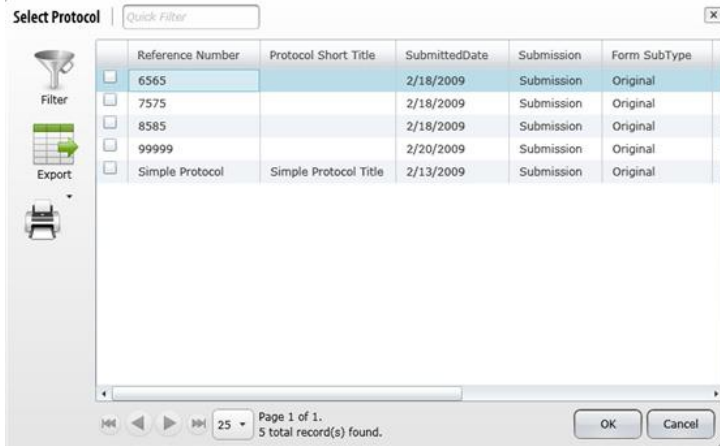 Select Protocol Quick Filter
Reference Number Protocol Short Title SubmittedDate Submission Form SubType
6565 2/18/2009 Submission Original
7575 2/18/2009 Submission Original
8585 2/18/2009 Submission Original
99999 2/20/2009 Submission Original
Simple Protocol Simple Protocol Title 2/13/2009 Submission Original
Filter
Export
25
Page 1 of 1.
5 total record(s) found.
OK Cancel